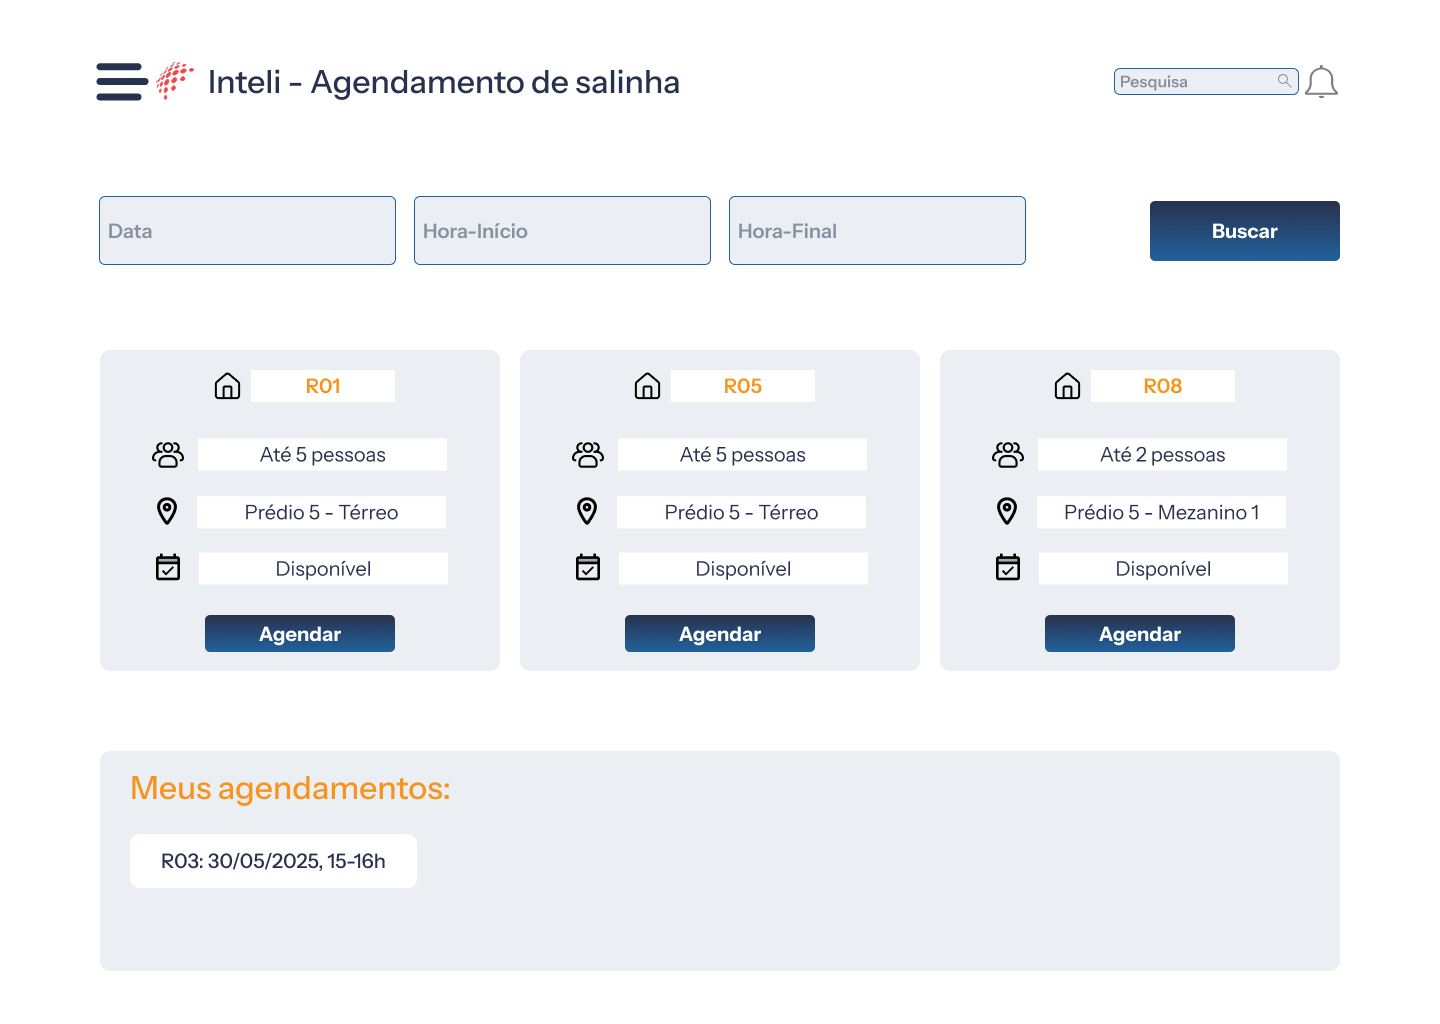 Inteli - Agendamento de salinha
Pesquisa
Data
Hora-Início
Hora-Final
Buscar
R01
Até 5 pessoas
Prédio 5 - Térreo
Disponível
Agendar
R05
Até 5 pessoas
Prédio 5 - Térreo
Disponível
Agendar
R08
Até 2 pessoas
Prédio 5 - Mezanino 1
Disponível
Agendar
Meus agendamentos:
R03: 30/05/2025, 15-16h